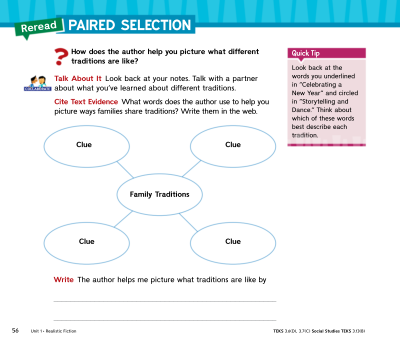 Reread PAIRED SELECTION
How does the author help you picture what different
traditions are like?
Talk About It Look back at your notes. Talk with a partner
about what you've learned about different traditions.
Cite Text Evidence What words does the author use to help you
picture ways families share traditions? Write them in the web.
Quick Tip
Look back at the
words you underlined
in "Celebrating a
New Year" and circled
in "Storytelling and
Dance." Think about
which of these words
best describe each
tradition.
Clue
Clue
Family Traditions
Clue
Clue
Write The author helps me picture what traditions are like by
56 Unit 1 • Realistic Fiction
TEKS 3.6(D), 3.7(C) Social Studies TEKS 3.13(B)